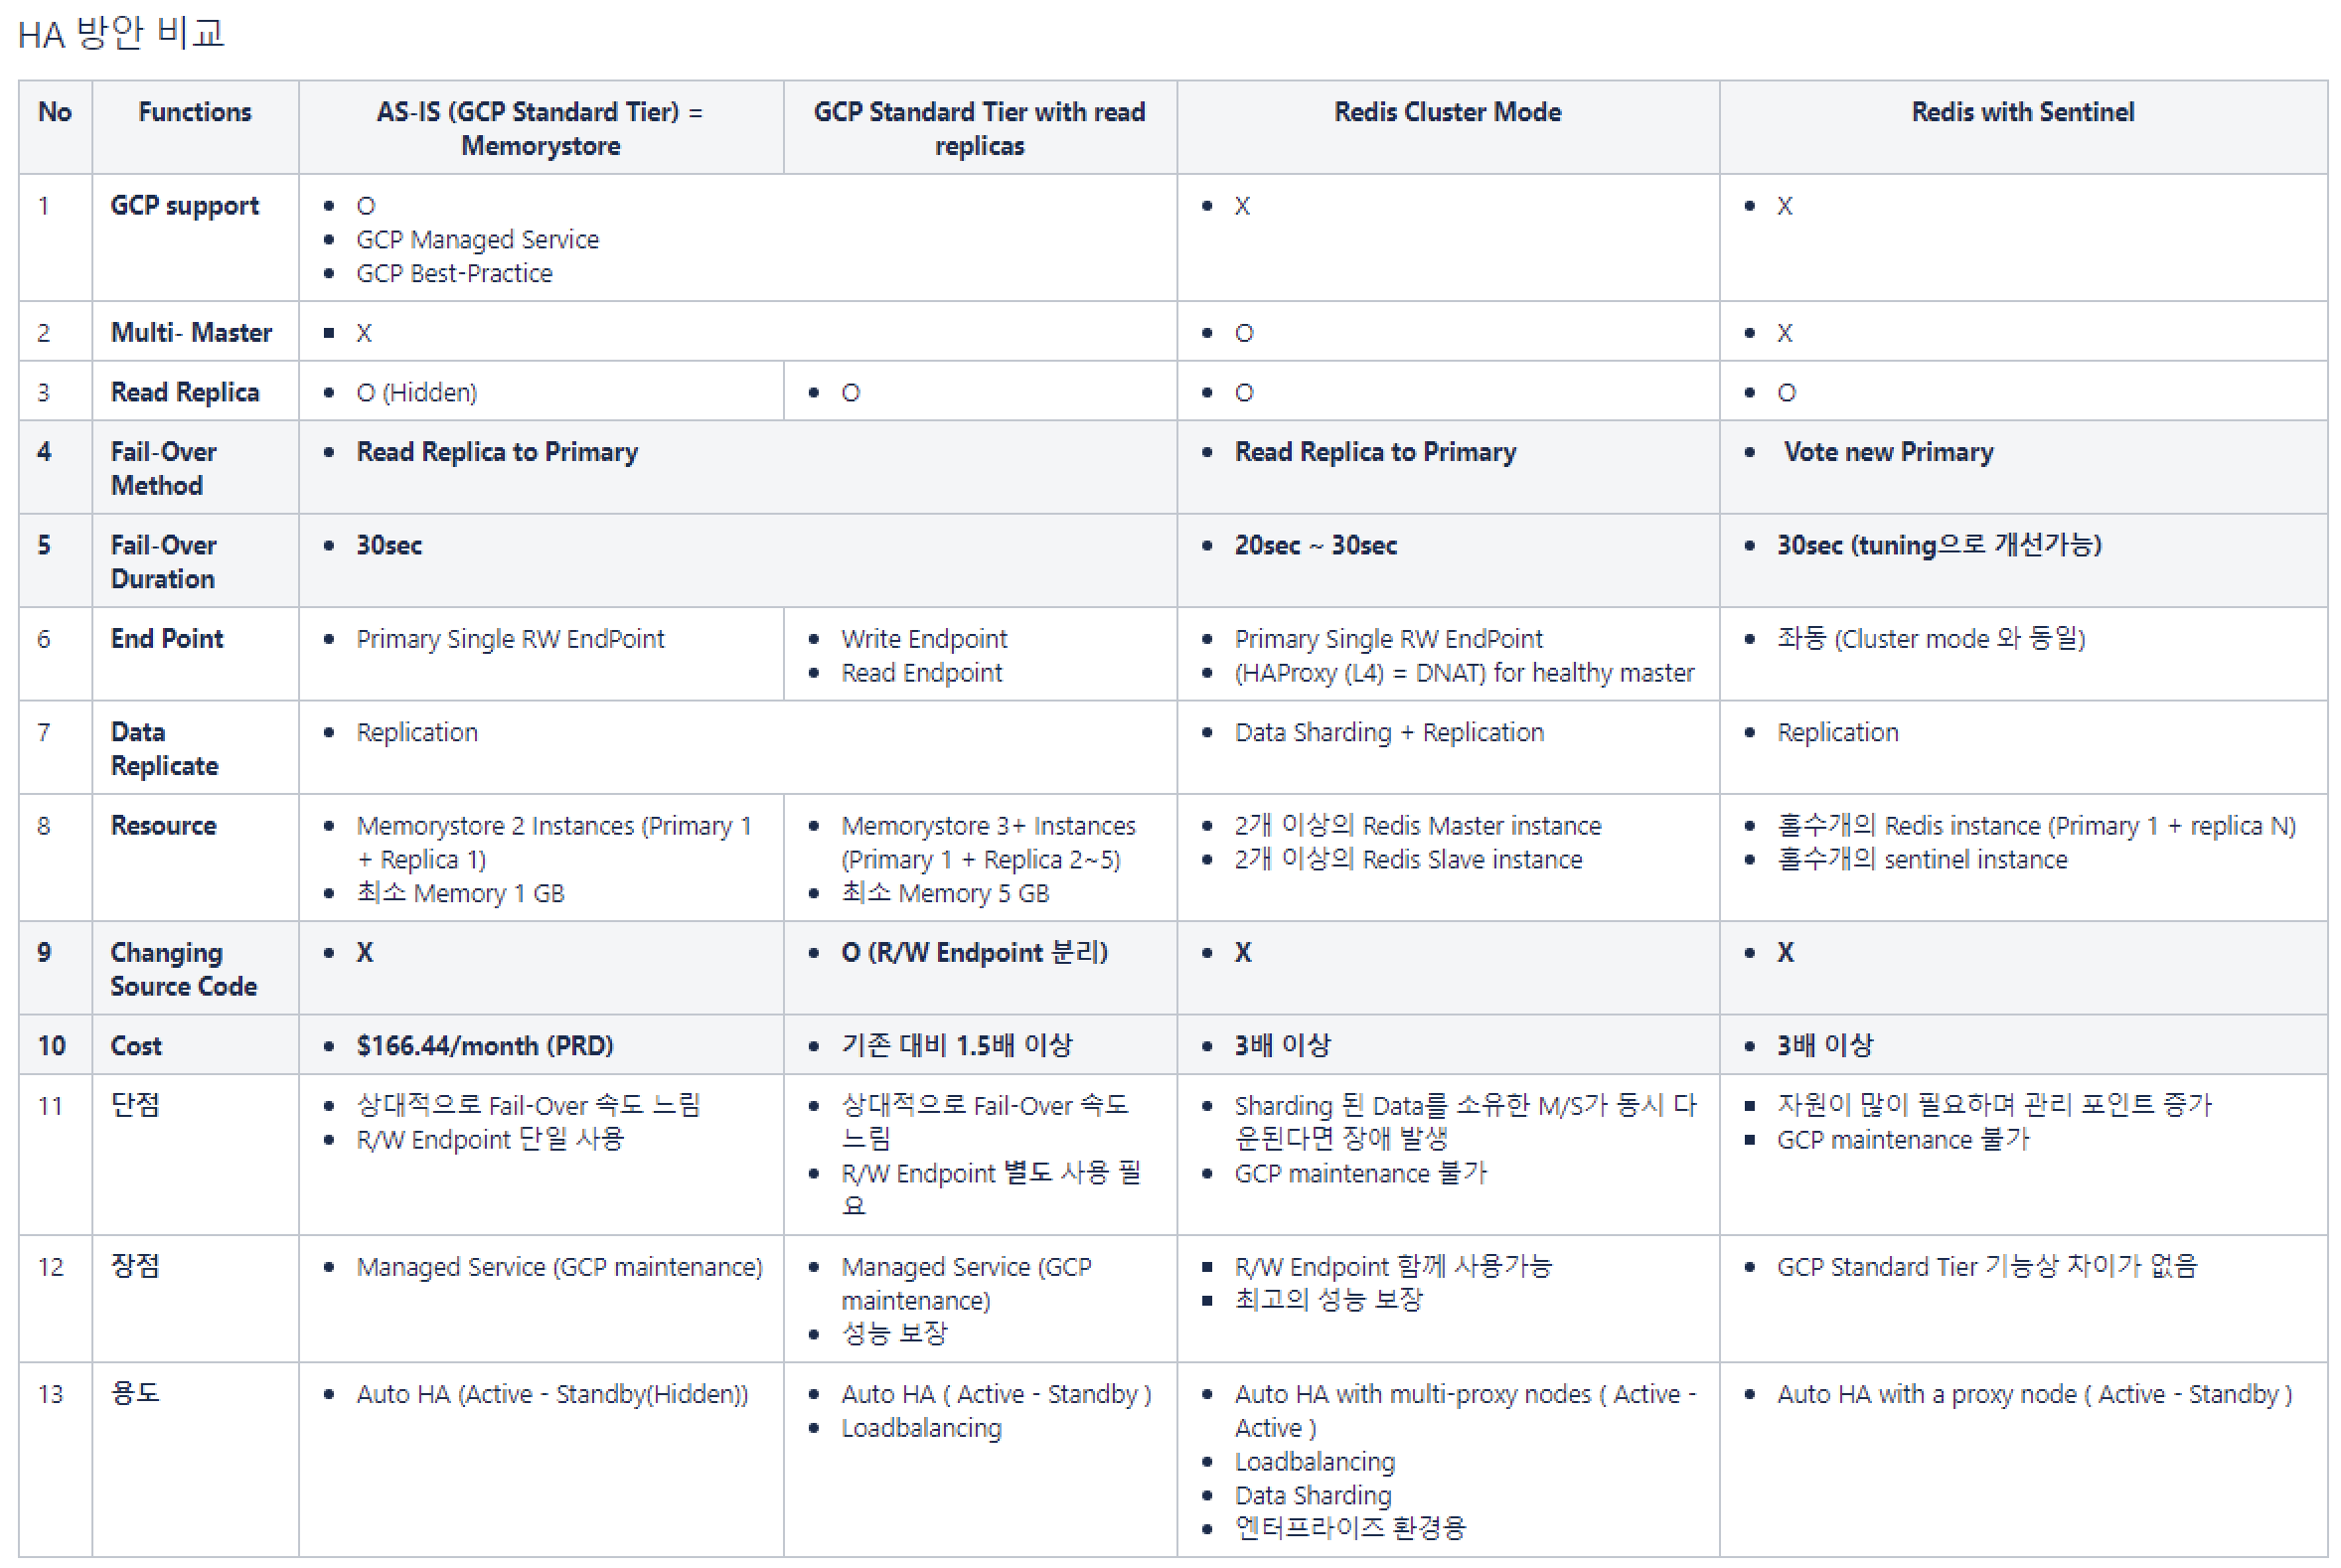 HA 방안 비교
No
Functions
AS-IS (GCP Standard Tier) =
Memorystore
GCP Standard Tier with read
replicas
Redis Cluster Mode
Redis with Sentinel
1
GCP support
O
GCP Managed Service
GCP Best-Practice
X
X
2
Multi- Master
X
O
X
3
Read Replica
O (Hidden)
O
O
O
4
Fail-Over
Method
Read Replica to Primary
Read Replica to Primary
Vote new Primary
5
Fail-Over
Duration
30sec
20sec ~ 30sec
30sec (tuning으로 개선가능)
6
End Point
Primary Single RW EndPoint
Write Endpoint
Read Endpoint
Primary Single RW EndPoint
(HAProxy (L4) = DNAT) for healthy master
좌동 (Cluster mode 와 동일)
7
Data
Replicate
Replication
Data Sharding + Replication
Replication
8
Resource
Memorystore 2 Instances (Primary 1
+ Replica 1)
최소 Memory 1 GB
Memorystore 3+ Instances
(Primary 1 + Replica 2~5)
최소 Memory 5 GB
2개 이상의 Redis Master instance
2개 이상의 Redis Slave instance
홀수개의 Redis instance (Primary 1 + replica N)
홀수개의 sentinel instance
9
Changing
Source Code
X
O (R/W Endpoint 분리)
X
X
10
Cost
$166.44/month (PRD)
기존 대비 1.5배 이상
3배 이상
3배 이상
11
단점
상대적으로 Fail-Over 속도 느림
R/W Endpoint 단일 사용
상대적으로 Fail-Over 속도
느림
R/W Endpoint 별도 사용 필
요
Sharding 된 Data를 소유한 M/S가 동시 다
운된다면 장애 발생
GCP maintenance 불가
자원이 많이 필요하며 관리 포인트 증가
GCP maintenance 불가
12
장점
Managed Service (GCP maintenance)
Managed Service (GCP
maintenance)
성능 보장
R/W Endpoint 함께 사용가능
최고의 성능 보장
GCP Standard Tier 기능상 차이가 없음
13
용도
Auto HA (Active - Standby(Hidden))
Auto HA ( Active - Standby )
Loadbalancing
Auto HA with multi-proxy nodes ( Active -
Active )
Loadbalancing
Data Sharding
엔터프라이즈 환경용
Auto HA with a proxy node ( Active - Standby )